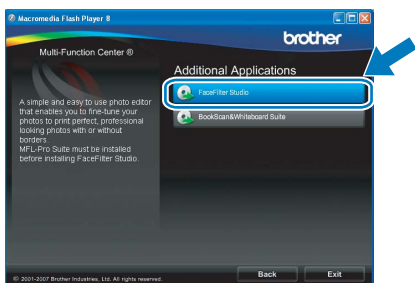 Macromedia Flash Player 8
brother
Multi-Function Center ®
Additional Applications
FaceFilter Studio
BookScan&Whiteboard Suite
A simple and easy to use photo editor
that enables you to fine-tune your
photos to print perfect, professional
looking photos with or without
borders.
MFL-Pro Suite must be installed
before installing FaceFilter Studio.
Back
Exit
© 2001-2007 Brother Industries, Ltd. All rights reserved.